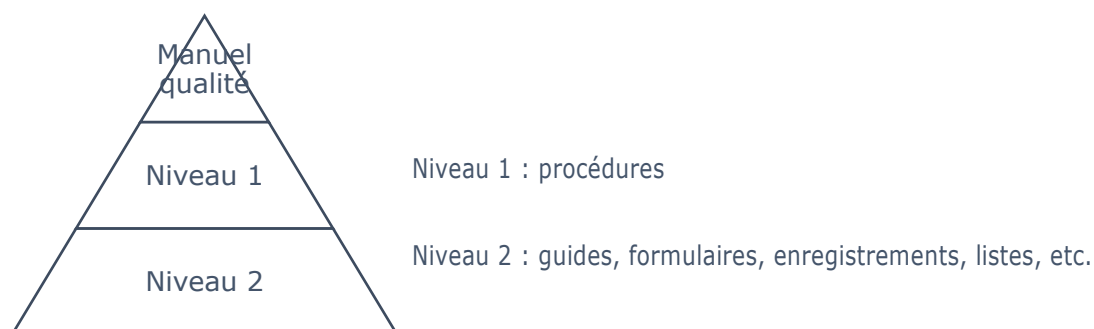 Manuel
qualité
Niveau 1
Niveau 1 : procédures
Niveau 2 : guides, formulaires, enregistrements, listes, etc.
Niveau 2